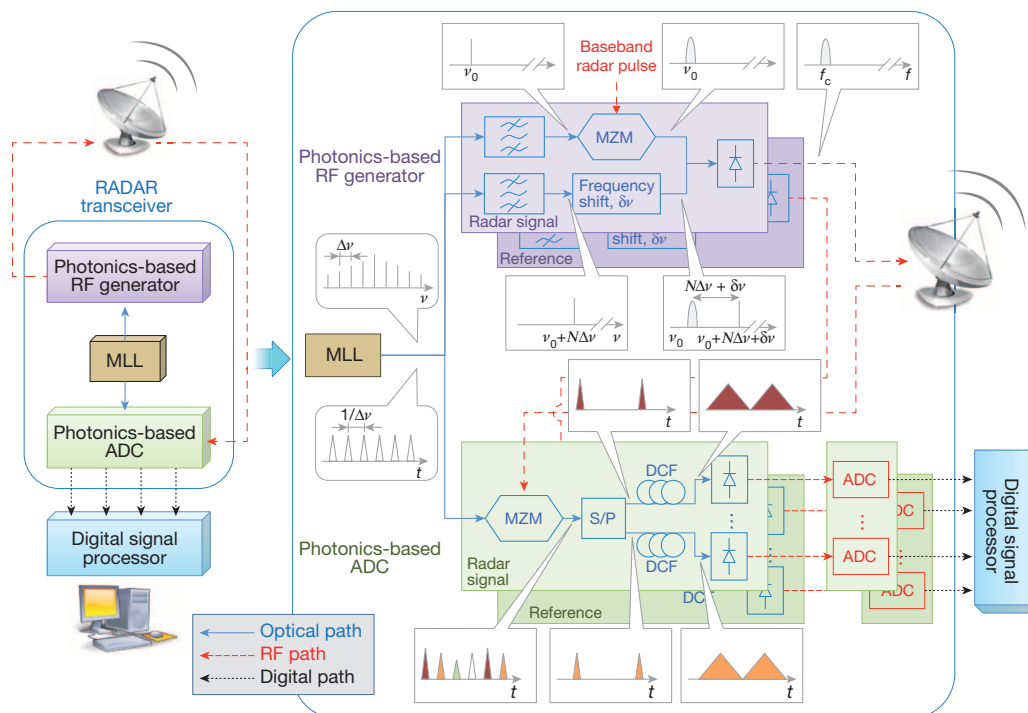 RADAR
transceiver
Photonics-based
RF generator
MLL
Photonics-based
ADC
Digital signal
processor
Optical path
RF path
Digital path
ν0
Baseband
radar pulse
ν0
fc
f
Photonics-based
RF generator
MZM
Frequency
shift, δν
Radar signal
shift, δν
Reference
Δν
ν
MLL
1/Δν
t
ν0+NΔν
ν
NΔν + δν
ν0
ν0+NΔν+δν
t
t
Photonics-based
ADC
MZM
S/P
DCF
DCF
Radar
signal
DC
Reference
ADC
ADC
ADC
ADC
Digital signal
processor
t
t
t